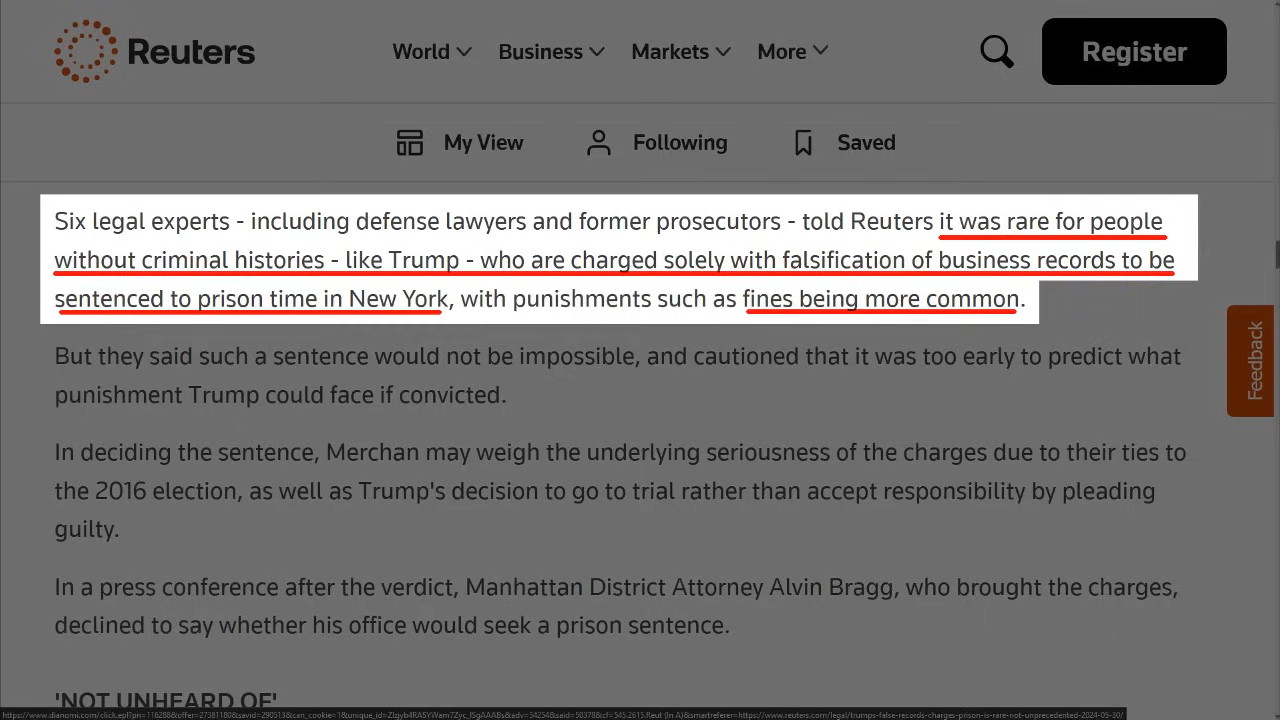 Reuters
World Business Markets More
Register
My View Following Saved
Six legal experts - including defense lawyers and former prosecutors - told Reuters it was rare for people
without criminal histories - like Trump - who are charged solely with falsification of business records to be
sentenced to prison time in New York, with punishments such as fines being more common.
But they said such a sentence would not be impossible, and cautioned that it was too early to predict what
punishment Trump could face if convicted.
Feedback
In deciding the sentence, Merchan may weigh the underlying seriousness of the charges due to their ties to
the 2016 election, as well as Trump's decision to go to trial rather than accept responsibility by pleading
guilty.
In a press conference after the verdict, Manhattan District Attorney Alvin Bragg, who brought the charges,
declined to say whether his office would seek a prison sentence.
'NOT UNHEARD OF'